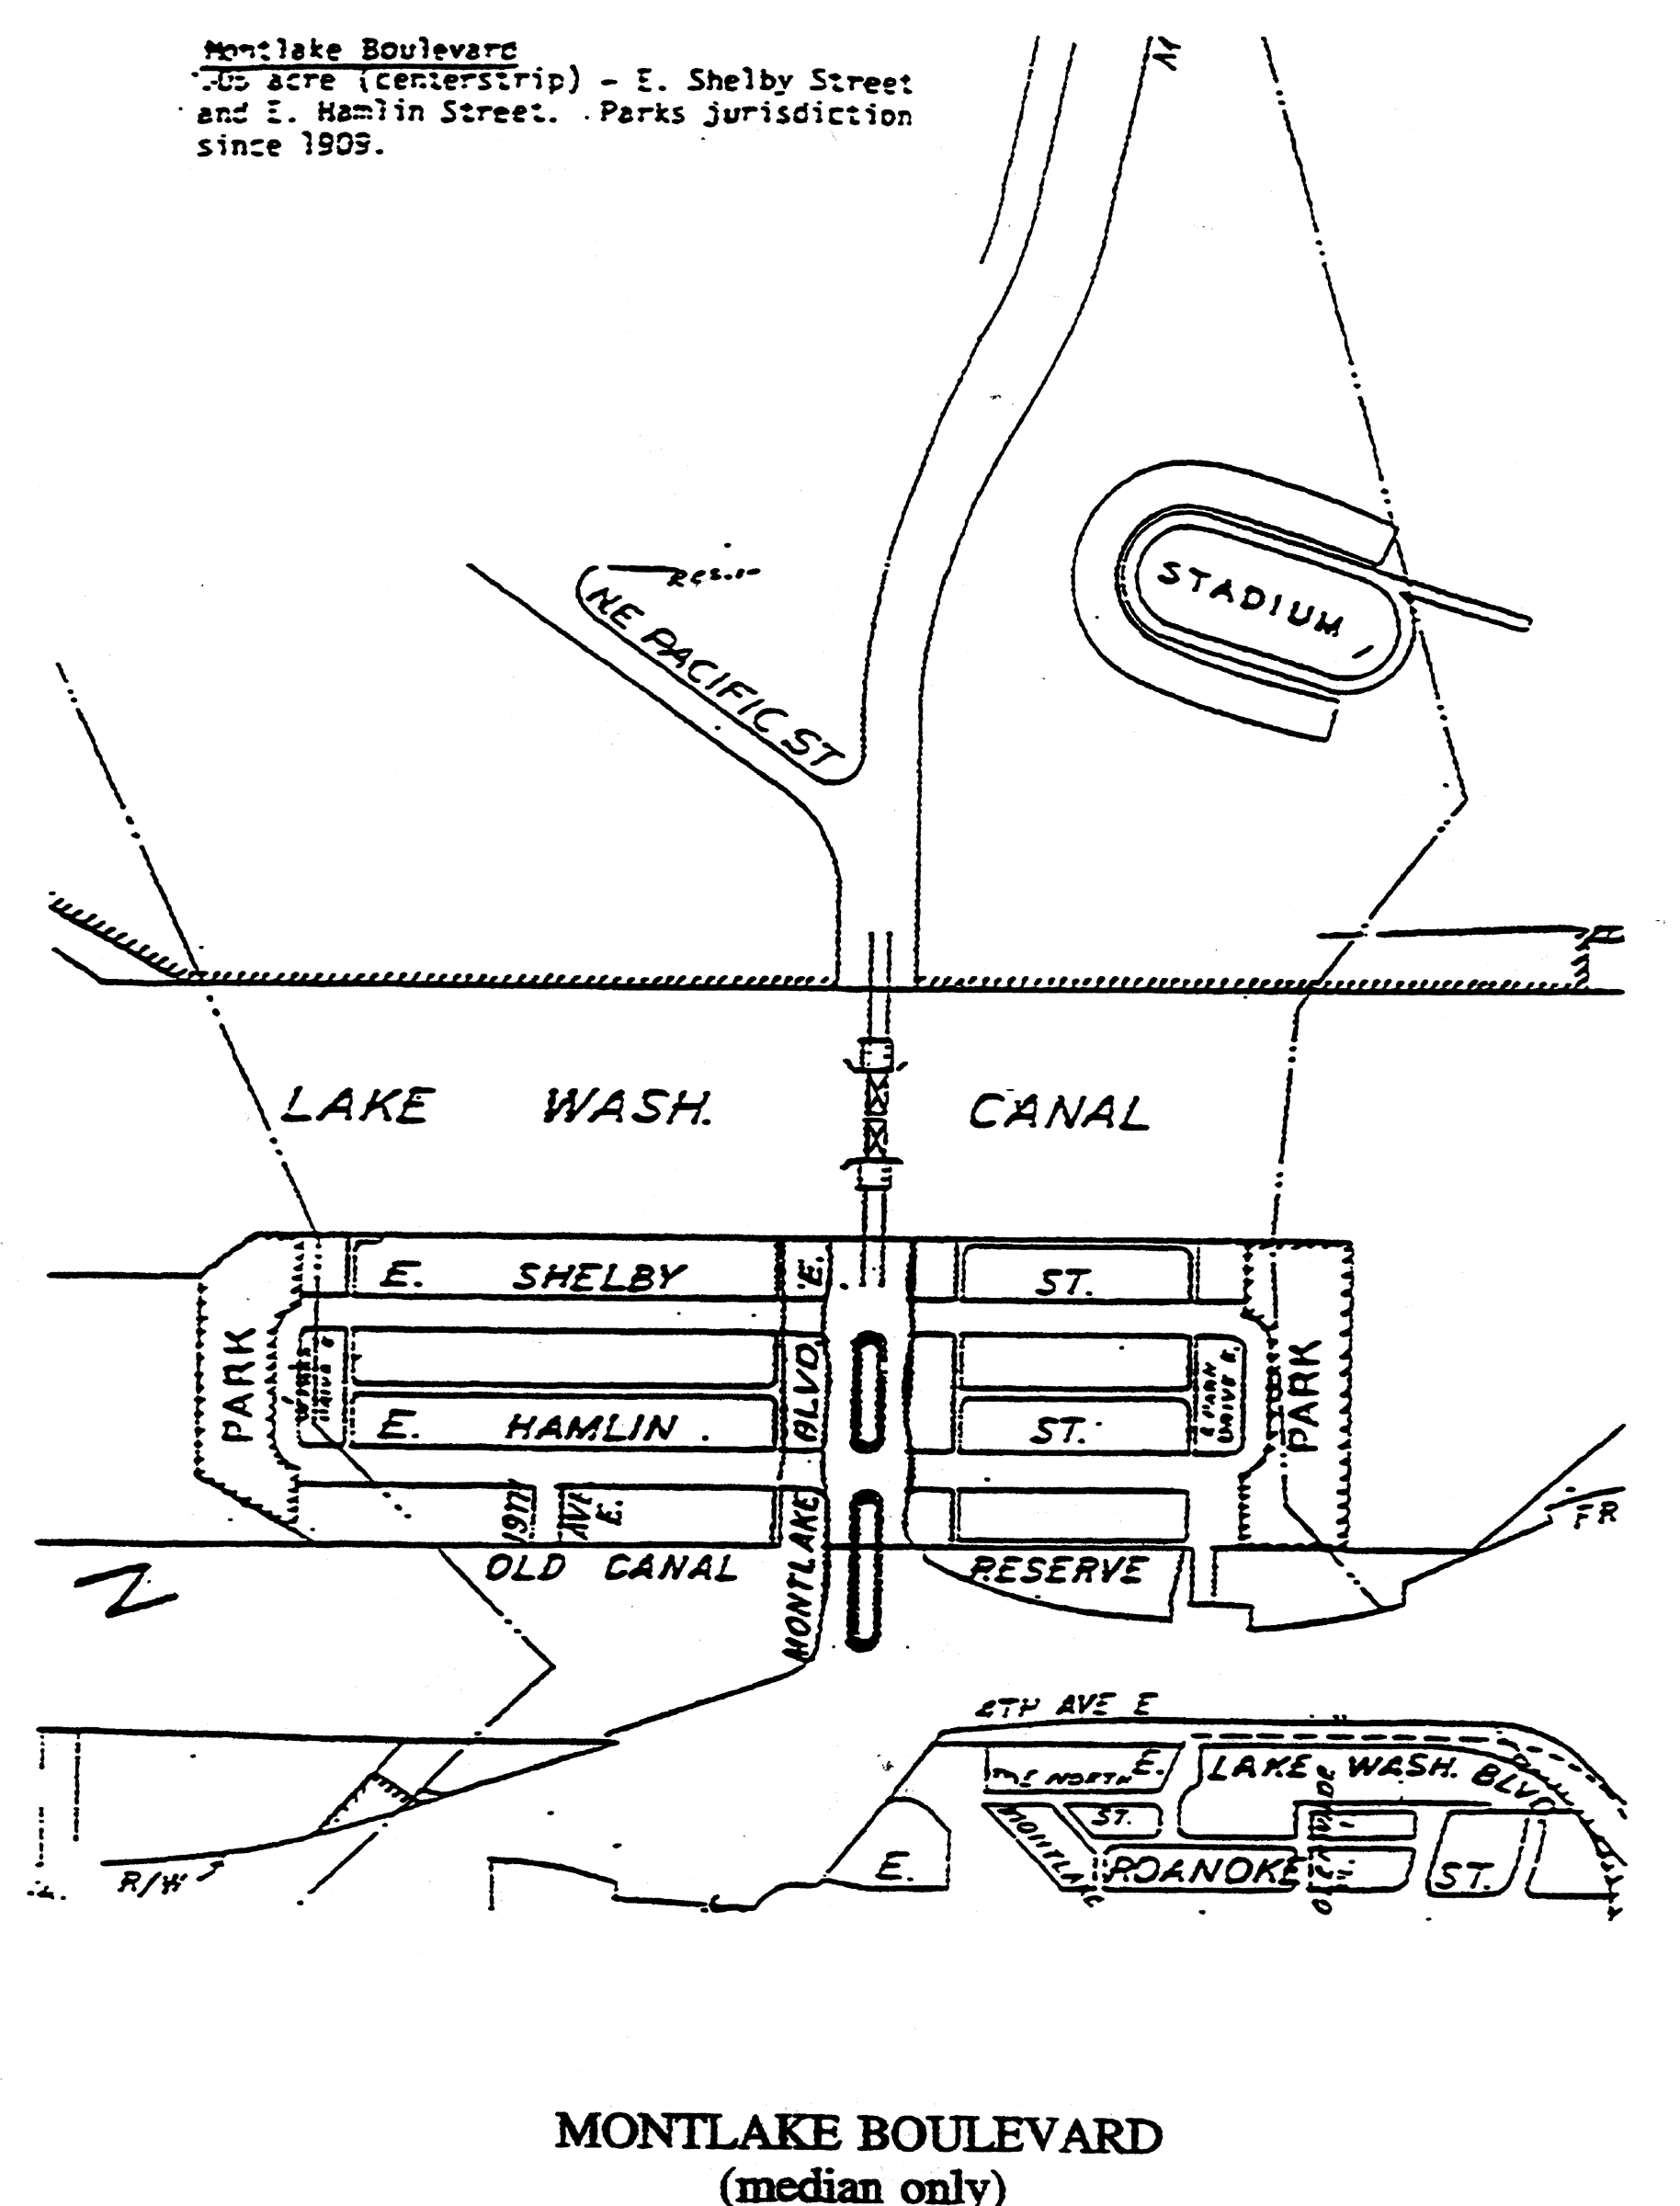 Montlake Boulevard
acre (centerstrip) - E. Shelby Street
and E. Hamlin Street. Parks jurisdiction
since 1909.
STADIUM
NE PACIFIC ST
LAKE WASH. CANAL
E. SHELBY E. ST.
PARK
BLVD.
E PARK DRIVE E.
PARK
E. HAMLIN ST.
19TH AVE E.
MONTLAKE
FR
OLD CANAL RESERVE
AVE E
E. LAKE WASH. BLVD
NORTH
ST.
MONTLAKE
R/W
E. ROANOKE ST.
MONTLAKE BOULEVARD
(median only)